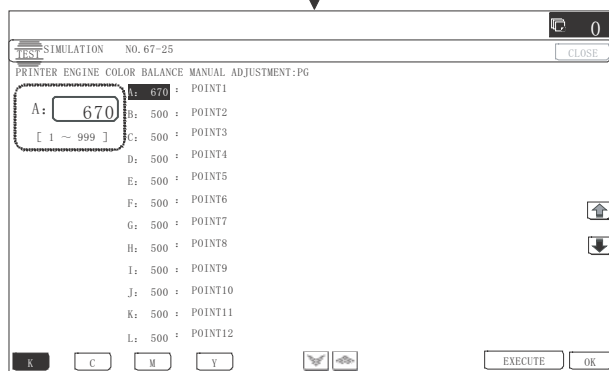 0
TEST SIMULATION NO. 67-25
CLOSE
PRINTER ENGINE COLOR BALANCE MANUAL ADJUSTMENT:PG
A: 670
[ 1 ~ 999 ]
A: 670 : POINT1
B: 500 : POINT2
C: 500 : POINT3
D: 500 : POINT4
E: 500 : POINT5
F: 500 : POINT6
G: 500 : POINT7
H: 500 : POINT8
I: 500 : POINT9
J: 500 : POINT10
K: 500 : POINT11
L: 500 : POINT12
K C M Y EXECUTE OK